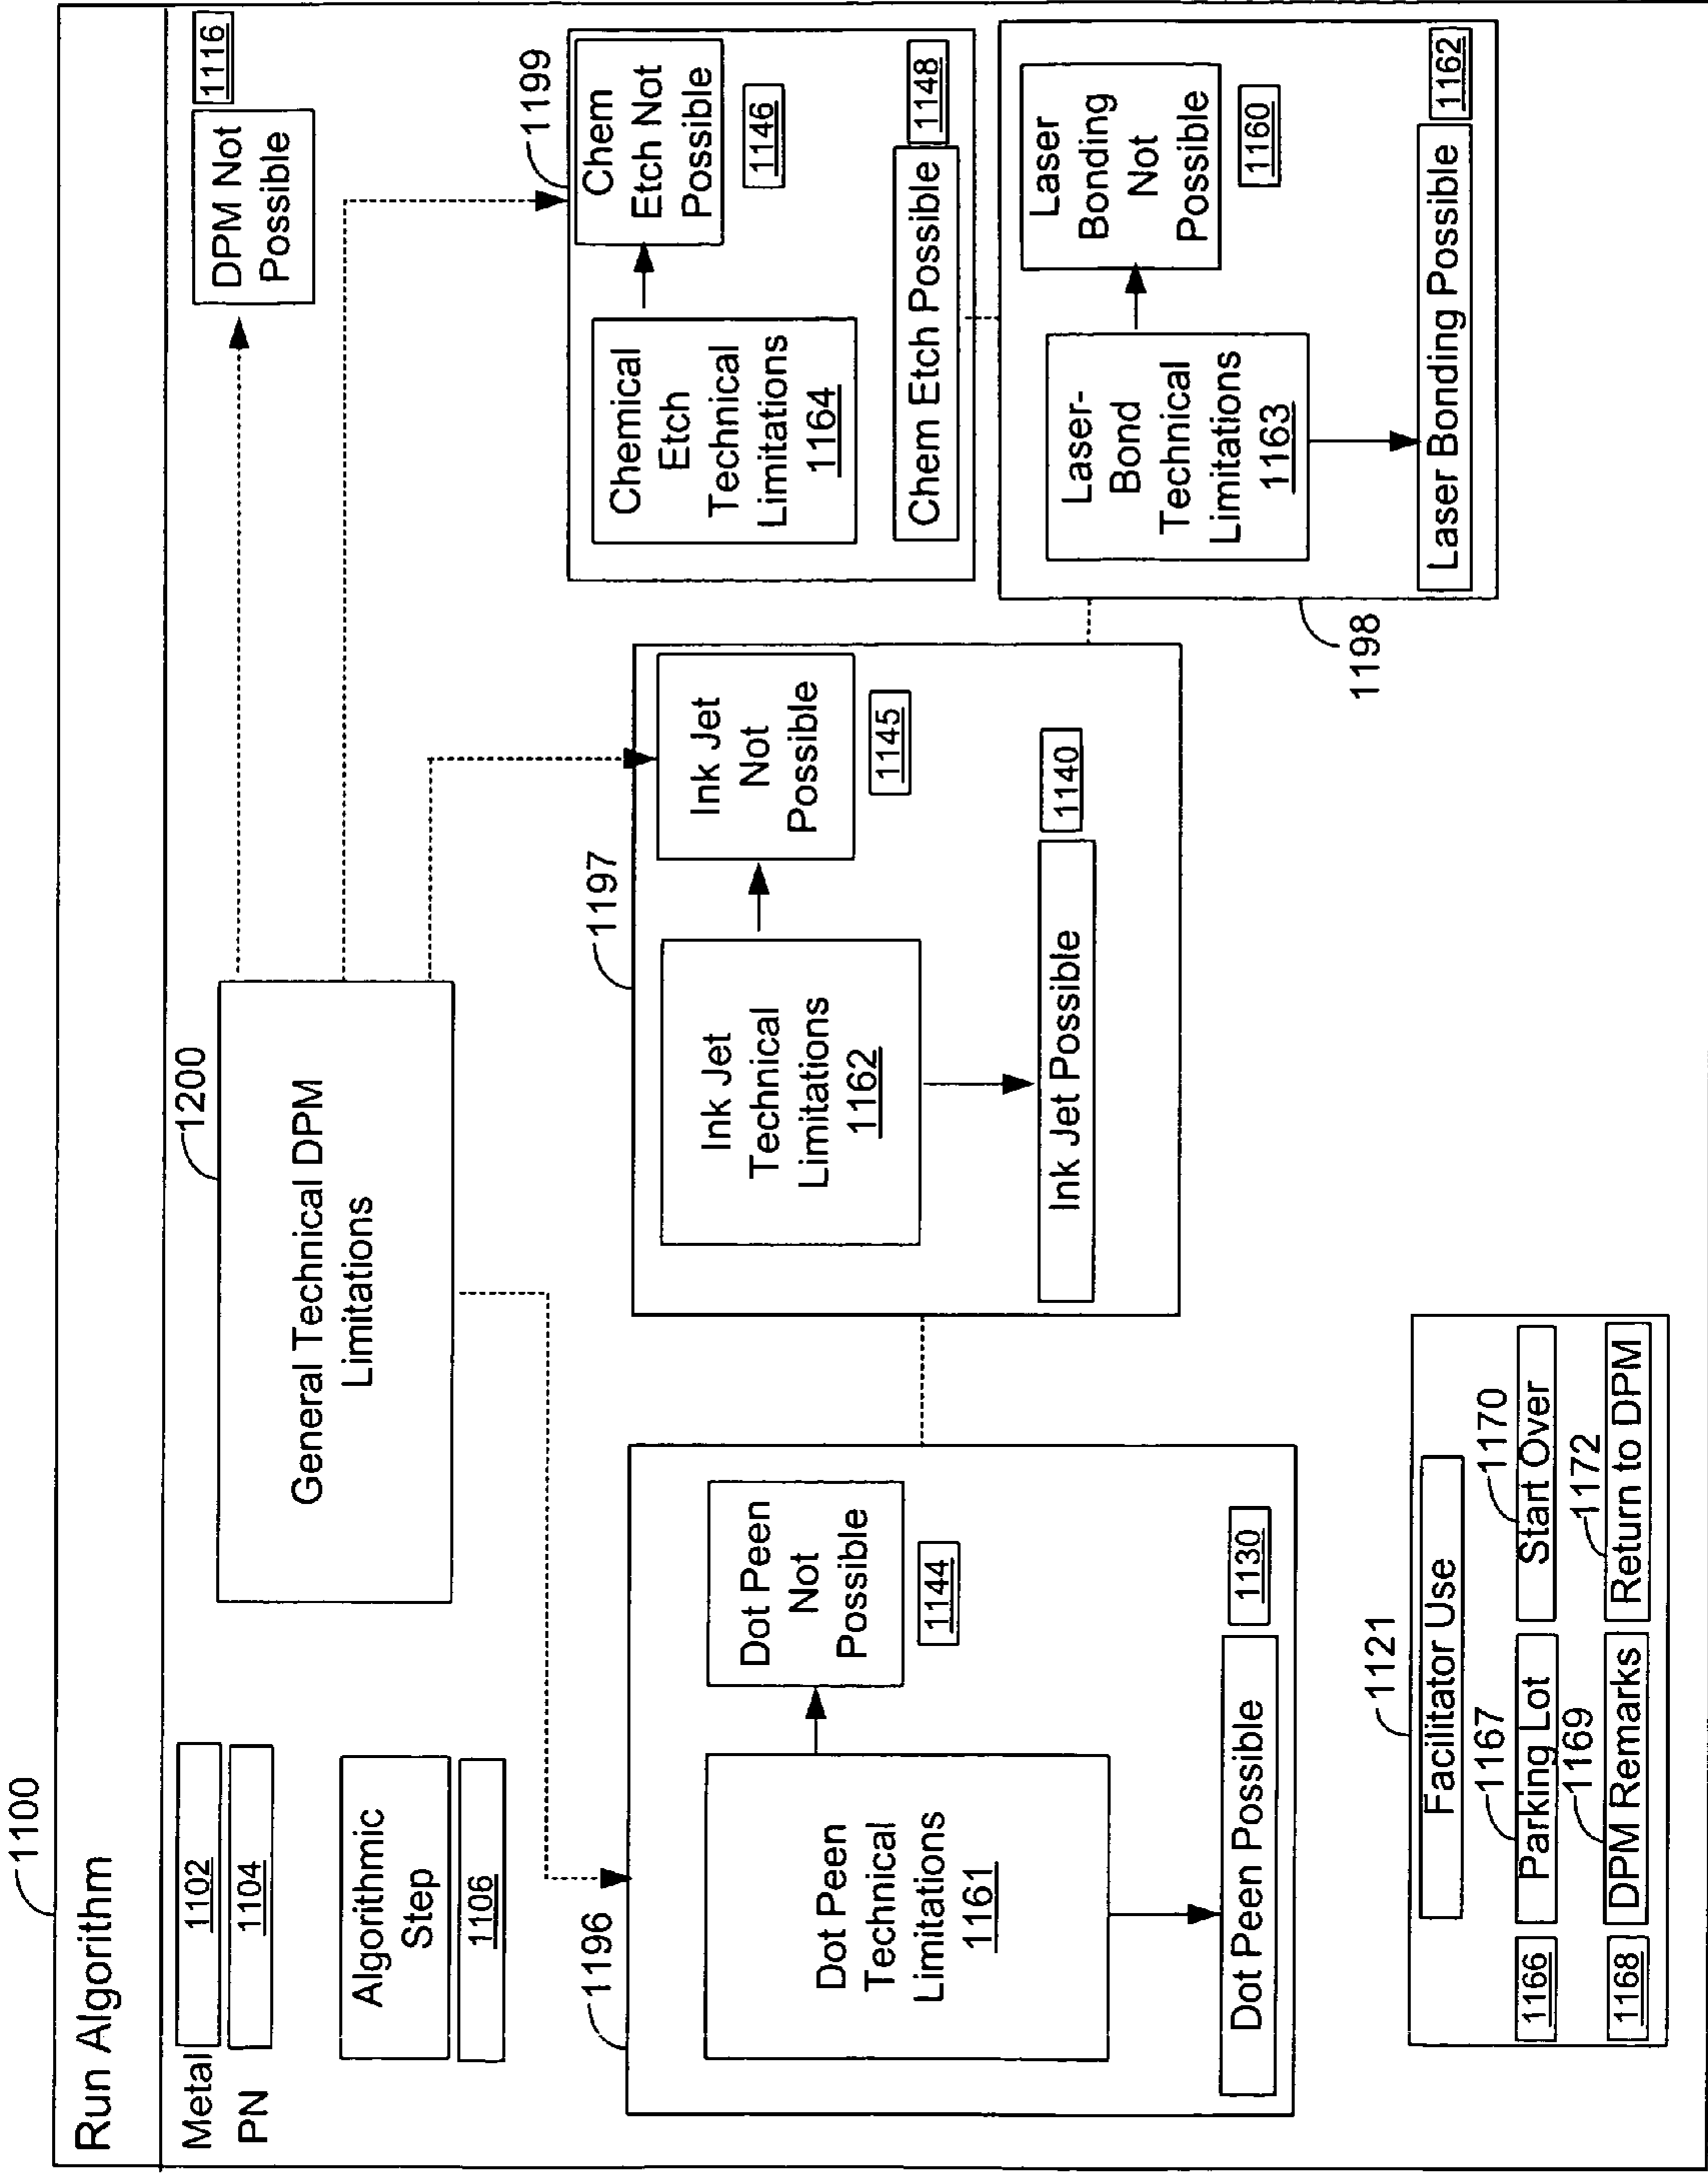 1100
Run Algorithm
Metal
1102
PN
1104
Algorithmic
Step
1106
1200
General Technical DPM
Limitations
DPM Not
Possible
1116
1196
Dot Peen
Technical
Limitations
1161
Dot Peen
Not
Possible
1144
Dot Peen Possible
1130
1197
Ink Jet
Technical
Limitations
1162
Ink Jet
Not
Possible
1145
Ink Jet Possible
1140
1199
Chemical
Etch
Technical
Limitations
1164
Chem
Etch Not
Possible
1146
Chem Etch Possible
1148
Laser-
Bond
Technical
Limitations
1163
Laser
Bonding
Not
Possible
1160
Laser Bonding Possible
1162
1198
1121
Facilitator Use
1167
1170
1166
Parking Lot
Start Over
1169
1172
1168
DPM Remarks
Return to DPM